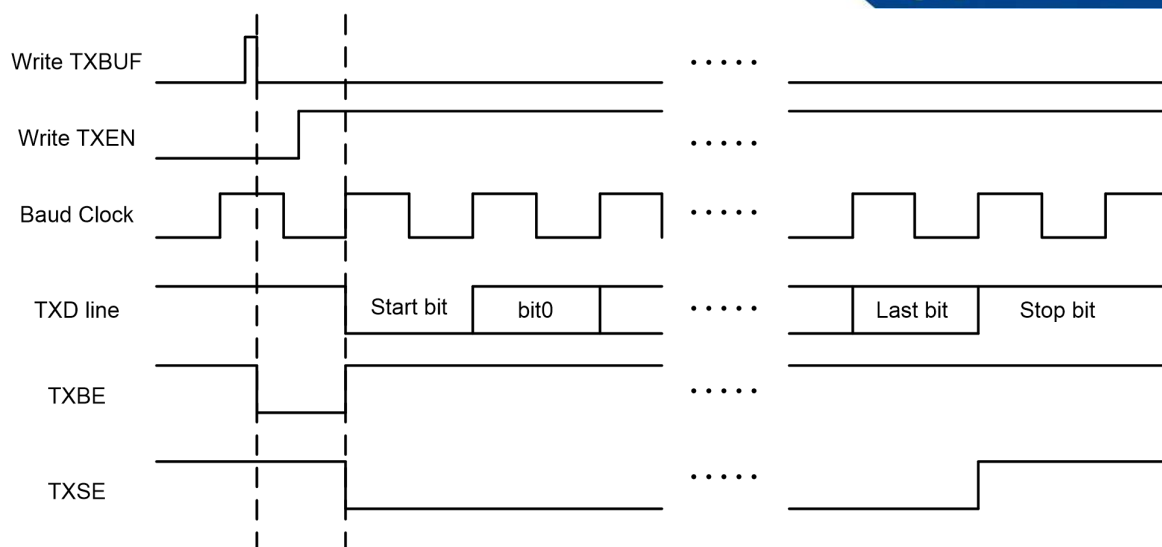 Write TXBUF
Write TXEN
Baud Clock
TXD line
Start bit
bit0
Last bit
Stop bit
TXBE
TXSE